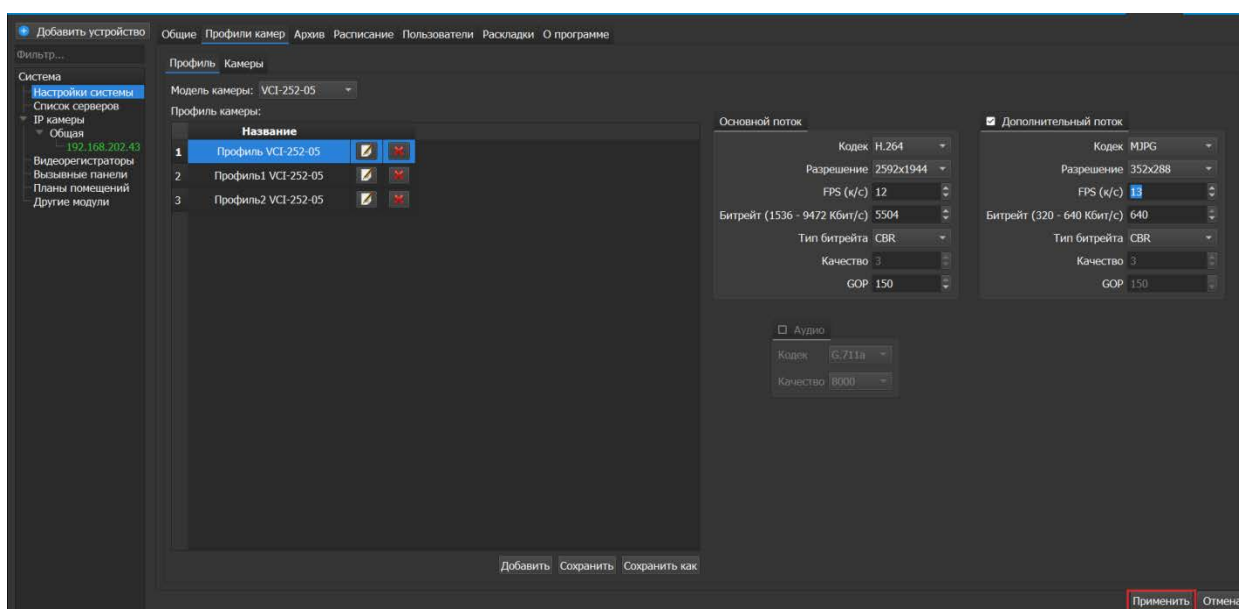 Добавить устройство
Фильтр...
Система
Настройки системы
Список серверов
IP камеры
Общая
192.168.202.43
Видеорегистраторы
Вызывные панели
Планы помещений
Другие модули
Общие Профили камер Архив Расписание Пользователи Раскладки О программе
Профиль Камеры
Модель камеры: VCI-252-05
Профиль камеры:
Название
1 Профиль VCI-252-05
2 Профиль1 VCI-252-05
3 Профиль2 VCI-252-05
Добавить Сохранить Сохранить как
Основной поток
Кодек H.264
Разрешение 2592x1944
FPS (к/с) 12
Битрейт (1536 - 9472 Кбит/с) 5504
Тип битрейта CBR
Качество 3
GOP 150
Дополнительный поток
Кодек MJPG
Разрешение 352x288
FPS (к/с) 13
Битрейт (320 - 640 Кбит/с) 640
Тип битрейта CBR
Качество 3
GOP 150
Аудио
Кодек G.711a
Качество 8000
Применить Отмена